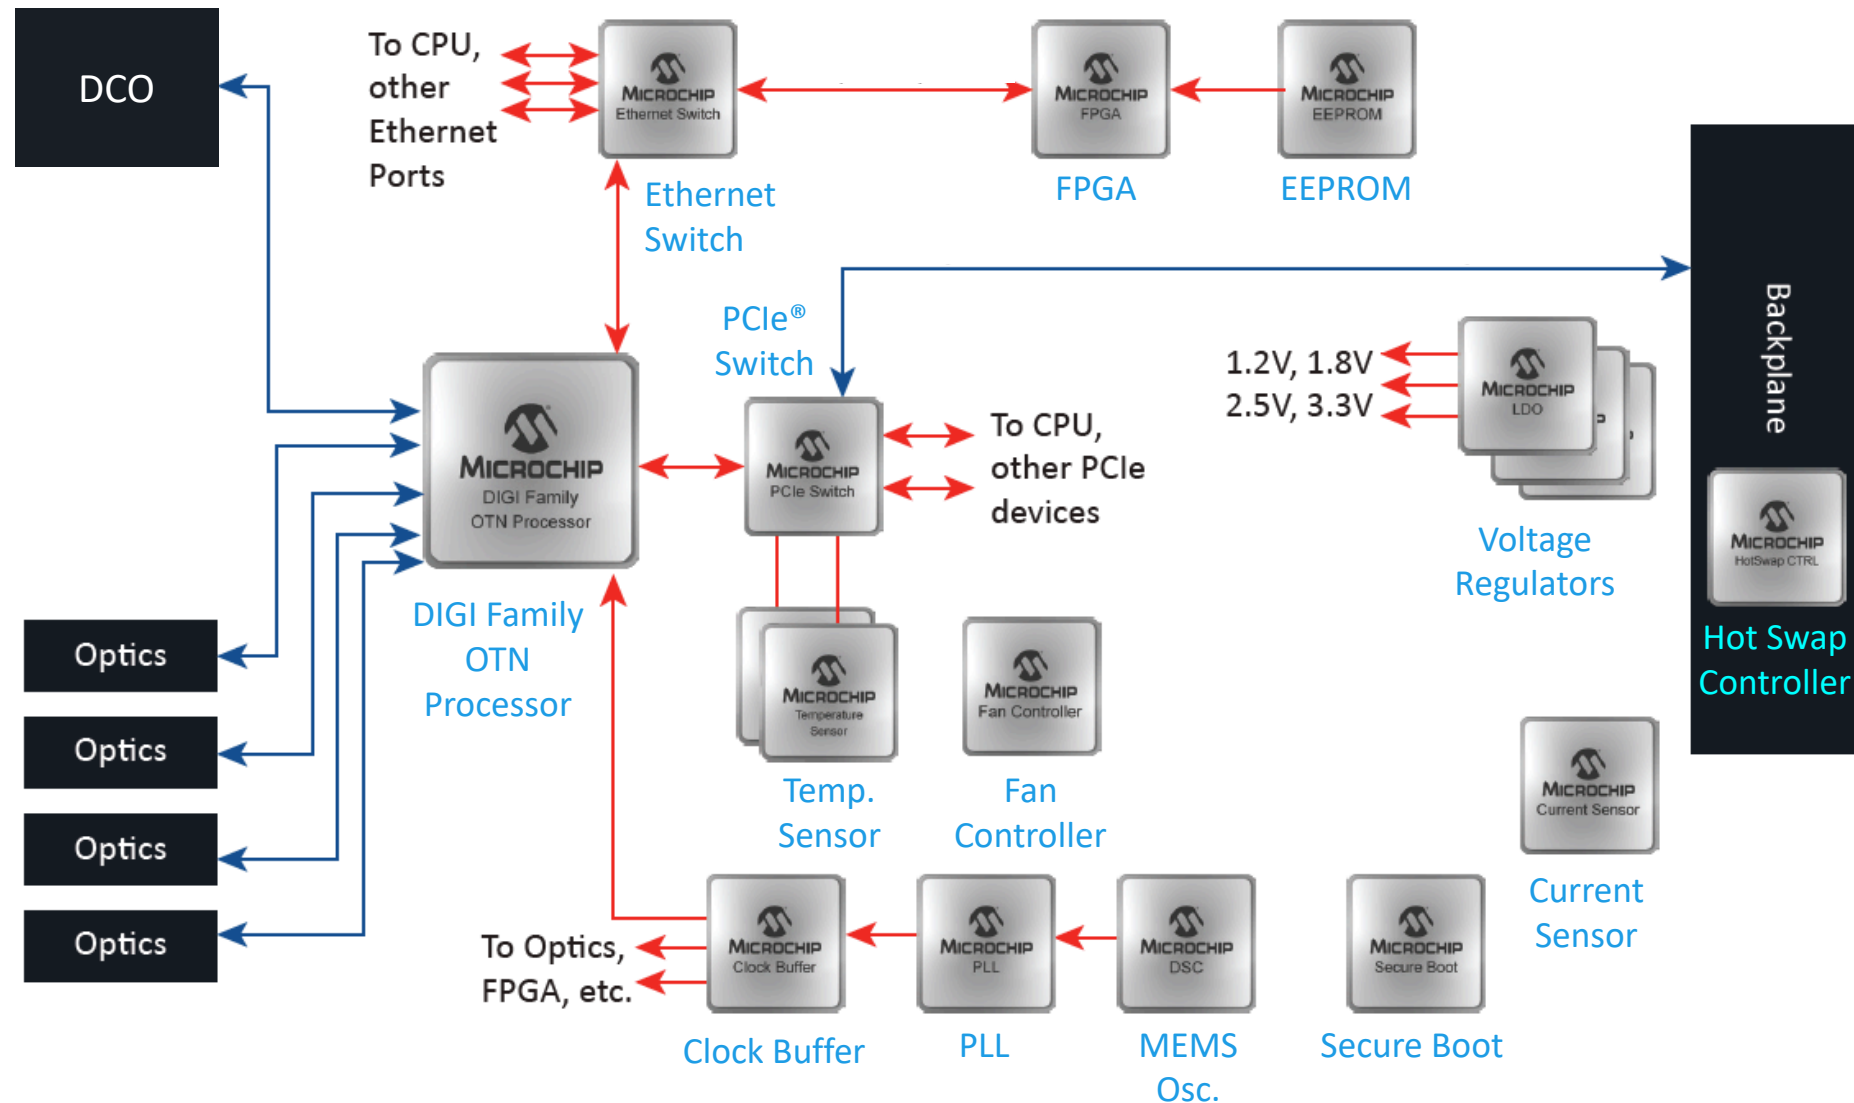 DCO
To CPU,
other
Ethernet
Ports
MICROCHIP
Ethernet Switch
Ethernet
Switch
MICROCHIP
FPGA
FPGA
MICROCHIP
EEPROM
EEPROM
Backplane
MICROCHIP
HotSwap CTRL
Hot Swap
Controller
PCIe®
Switch
MICROCHIP
PCIe Switch
To CPU,
other PCIe
devices
1.2V, 1.8V
2.5V, 3.3V
MICROCHIP
LDO
Voltage
Regulators
MICROCHIP
DIGI Family
OTN Processor
DIGI Family
OTN
Processor
Optics
Optics
Optics
Optics
MICROCHIP
Temperature
Sensor
Temp.
Sensor
MICROCHIP
Fan Controller
Fan
Controller
MICROCHIP
Current Sensor
Current
Sensor
To Optics,
FPGA, etc.
MICROCHIP
Clock Buffer
Clock Buffer
MICROCHIP
PLL
PLL
MICROCHIP
DSC
MEMS
Osc.
MICROCHIP
Secure Boot
Secure Boot